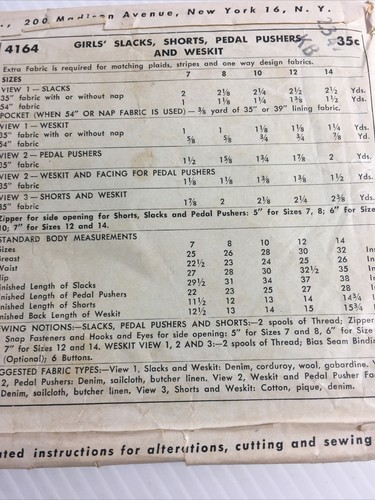 ., 200 Madison Avenue, New York 16, N. Y.
4164 GIRLS' SLACKS, SHORTS, PEDAL PUSHERS 35c
AND WESKIT
Extra Fabric is required for matching plaids, stripes and one way design fabrics.
SIZES 7 8 10 12 14
VIEW 1—SLACKS
35" fabric with or without nap 2 2⅛ 2¼ 2½ 2½ Yds.
54" fabric 1 1⅛ 1¼ 1⅜ 1½ Yds.
POCKET (WHEN 54" OR NAP FABRIC IS USED) — ⅜ yard of 35" or 39" lining fabric.
VIEW 1—WESKIT
35" fabric with or without nap 1 1 1⅛ 1⅛ 1¼ Yds.
54" fabric ⅝ ⅝ ¾ ¾ ⅞ Yd.
VIEW 2—PEDAL PUSHERS
35" fabric 1½ 1⅝ 1¾ 1⅞ 2 Yds.
VIEW 2—WESKIT AND FACING FOR PEDAL PUSHERS
35" fabric 1⅛ 1⅛ 1⅜ 1⅜ 1½ Yds.
VIEW 3—SHORTS AND WESKIT
35" fabric 1⅞ 2 2⅛ 2¼ 2⅜ Yds.
Zipper for side opening for Shorts, Slacks and Pedal Pushers: 5" for Sizes 7, 8; 6" for Size
10; 7" for Sizes 12 and 14.
STANDARD BODY MEASUREMENTS
Sizes 7 8 10 12 14
Breast 25 26 28 30 32 Ins
Waist 22½ 23 24 25 26 In
Hip 27 28 30 32½ 35 In
Finished Length of Slacks 29½ 31 34 37 38 In
Finished Length of Pedal Pushers 22 23 25 27 28 In
Finished Length of Shorts 11½ 12 13 14 14¾ I
Finished Back Length of Weskit 12½ 13 14 15 15¾ I
EWING NOTIONS:—SLACKS, PEDAL PUSHERS AND SHORTS:—2 spools of Thread; Zip
Snap Fasteners and Hooks and Eyes for side opening: 5" for Sizes 7 and 8, 6" for Size
7" for Sizes 12 and 14. WESKIT VIEW 1, 2 AND 3:—2 spools of Thread; Bias Seam Bindi
(Optional); 6 Buttons.
GGESTED FABRIC TYPES:—View 1, Slacks and Weskit: Denim, corduroy, wool, gabardine. V
2, Pedal Pushers: Denim, sailcloth, butcher linen. View 2, Weskit and Pedal Pusher Fa
Denim, sailcloth, butcher linen. View 3, Shorts and Weskit: Cotton, pique, denim.
ated instructions for alterations, cutting and sewing